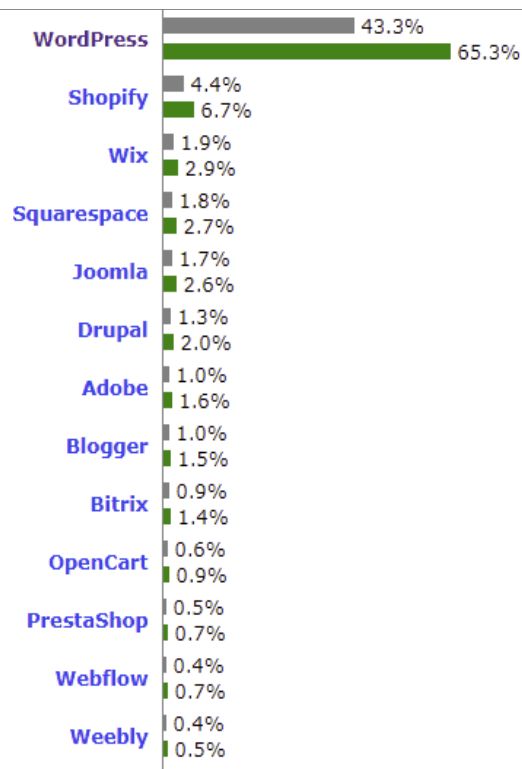 WordPress
43.3%
65.3%
Shopify
4.4%
6.7%
Wix
1.9%
2.9%
Squarespace
1.8%
2.7%
Joomla
1.7%
2.6%
Drupal
1.3%
2.0%
Adobe
1.0%
1.6%
Blogger
1.0%
1.5%
Bitrix
0.9%
1.4%
OpenCart
0.6%
0.9%
PrestaShop
0.5%
0.7%
Webflow
0.4%
0.7%
Weebly
0.4%
0.5%